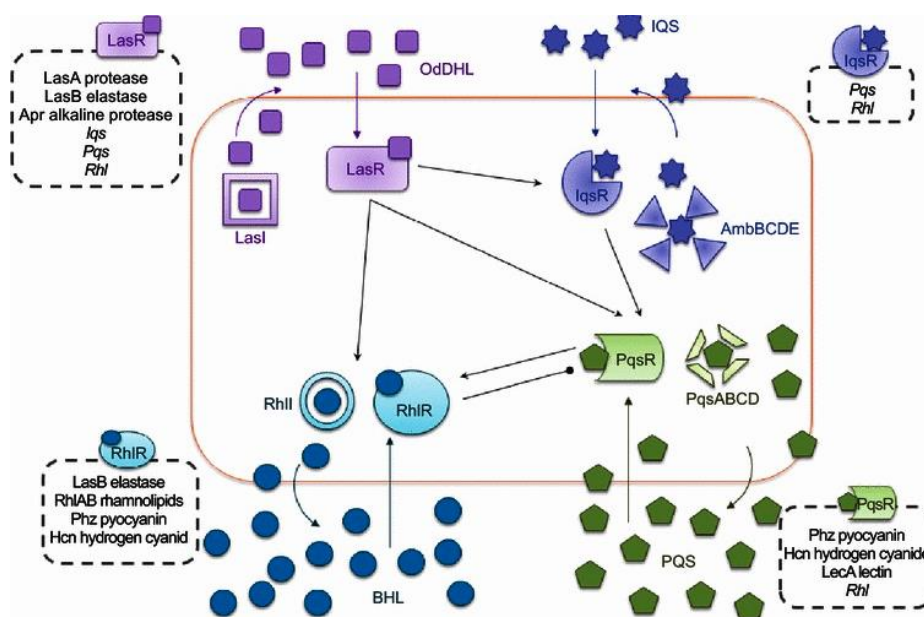 LasR
LasA protease
LasB elastase
Apr alkaline protease
Iqs
Pqs
Rhl
OdDHL
IQS
IqsR
Pqs
Rhl
LasR
LasI
IqsR
AmbBCDE
RhlI
RhlR
PqsR
PqsABCD
RhlR
LasB elastase
RhlAB rhamnolipids
Phz pyocyanin
Hcn hydrogen cyanid
BHL
PQS
PqsR
Phz pyocyanin
Hcn hydrogen cyanide
LecA lectin
Rhl